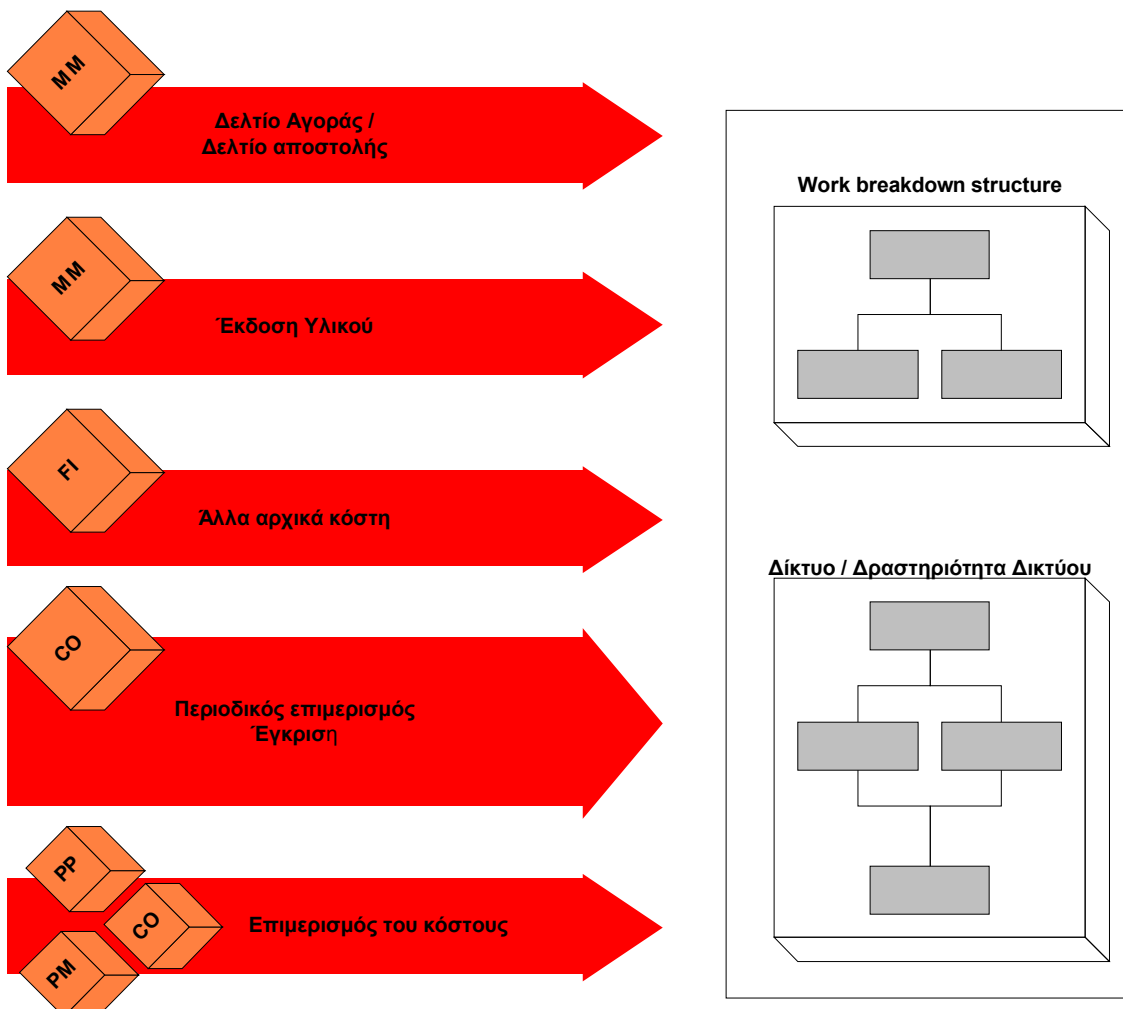 MM
Δελτίο Αγοράς /
Δελτίο αποστολής
MM
Έκδοση Υλικού
FI
Άλλα αρχικά κόστη
CO
Περιοδικός επιμερισμός
Έγκριση
PP
CO
PM
Επιμερισμός του κόστους
Work breakdown structure
Δίκτυο / Δραστηριότητα Δικτύου